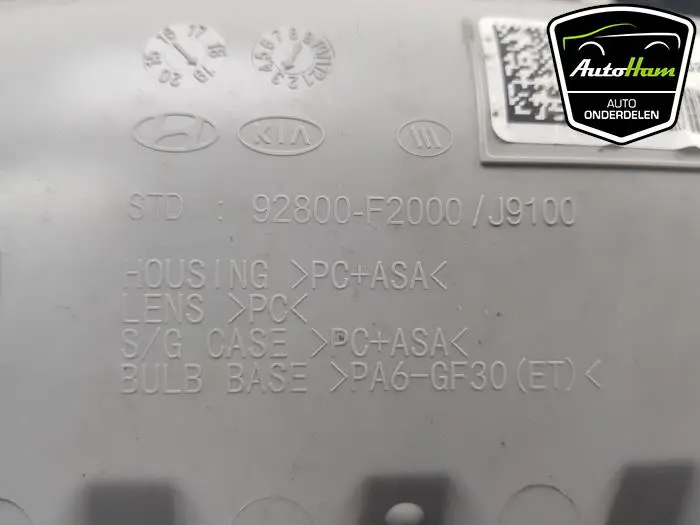 AutoHam
AUTO
ONDERDELEN
KIA
STD : 92800-F2000/J9100
HOUSING >PC+ASA<
LENS >PC<
S/G CASE >PC+ASA<
BULB BASE >PA6-GF30(ET)<